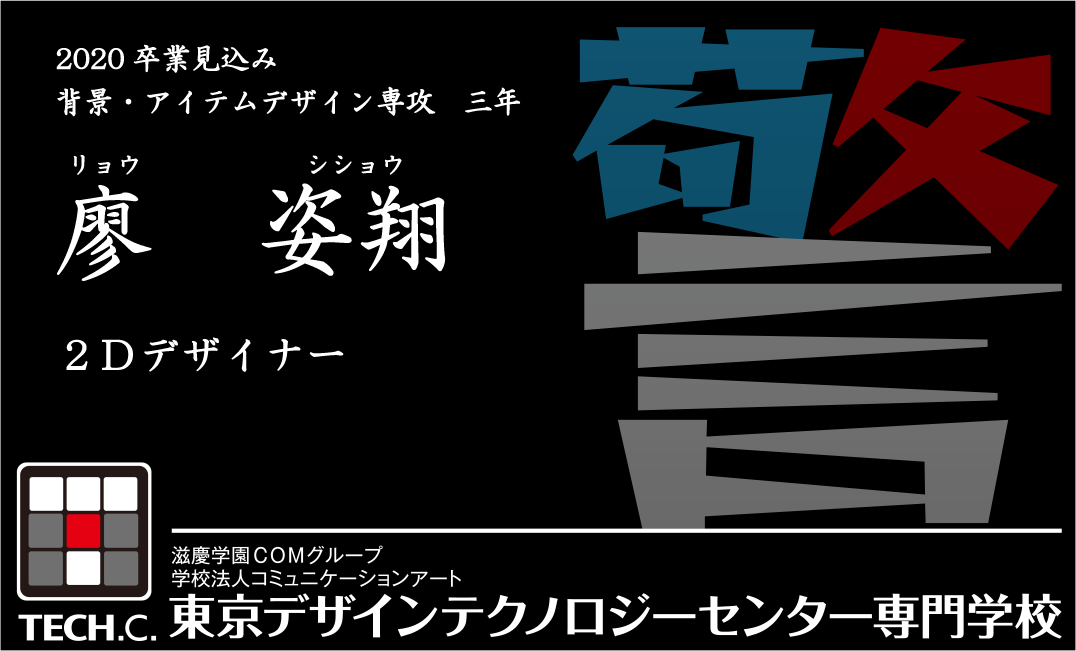 2020 卒業見込み
背景・アイテムデザイン専攻　三年
リョウ　シショウ
廖　姿翔
２Ｄデザイナー
警
滋慶学園COMグループ
学校法人コミュニケーションアート
TECH.C. 東京デザインテクノロジーセンター専門学校